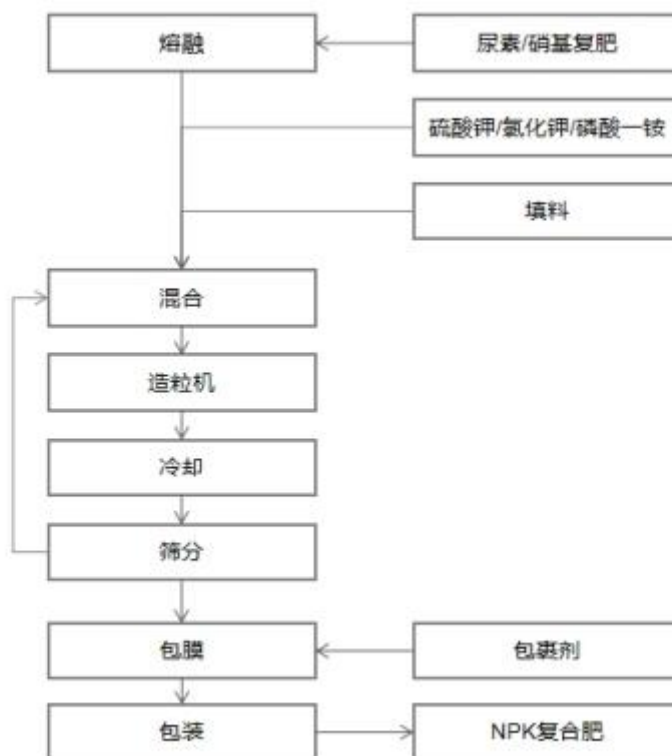 熔融
尿素/硝基复肥
硫酸钾/氯化钾/磷酸一铵
填料
混合
造粒机
冷却
筛分
包膜
包裹剂
包装
NPK复合肥